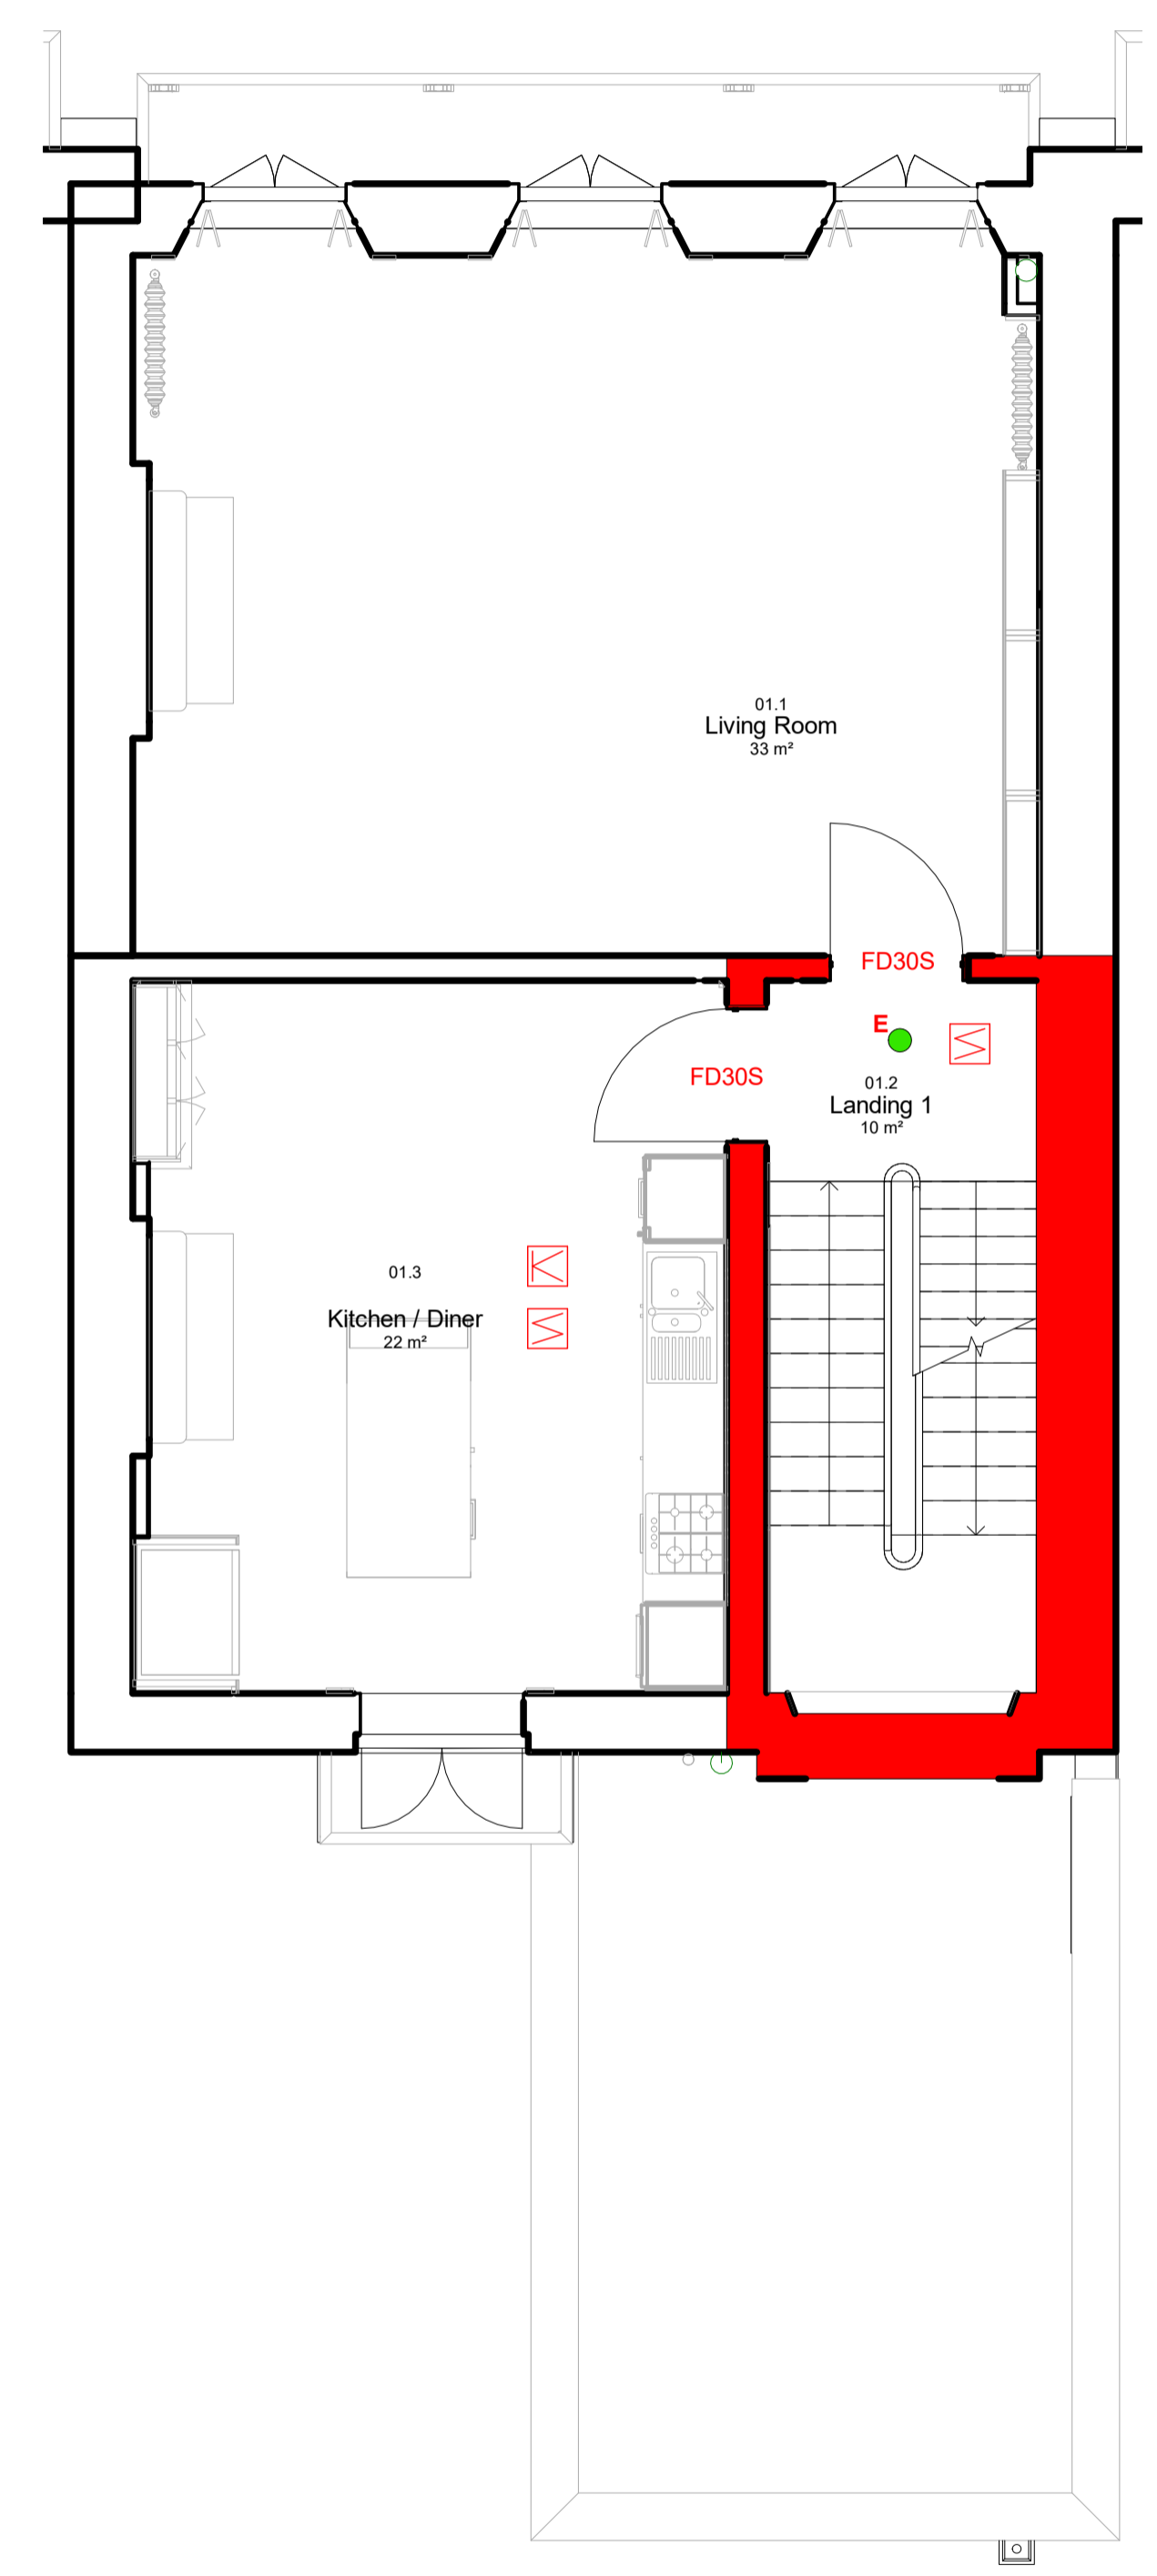 01.1
Living Room
33 m²
FD30S
E
FD30S
01.2
Landing 1
10 m²
01.3
Kitchen / Diner
22 m²